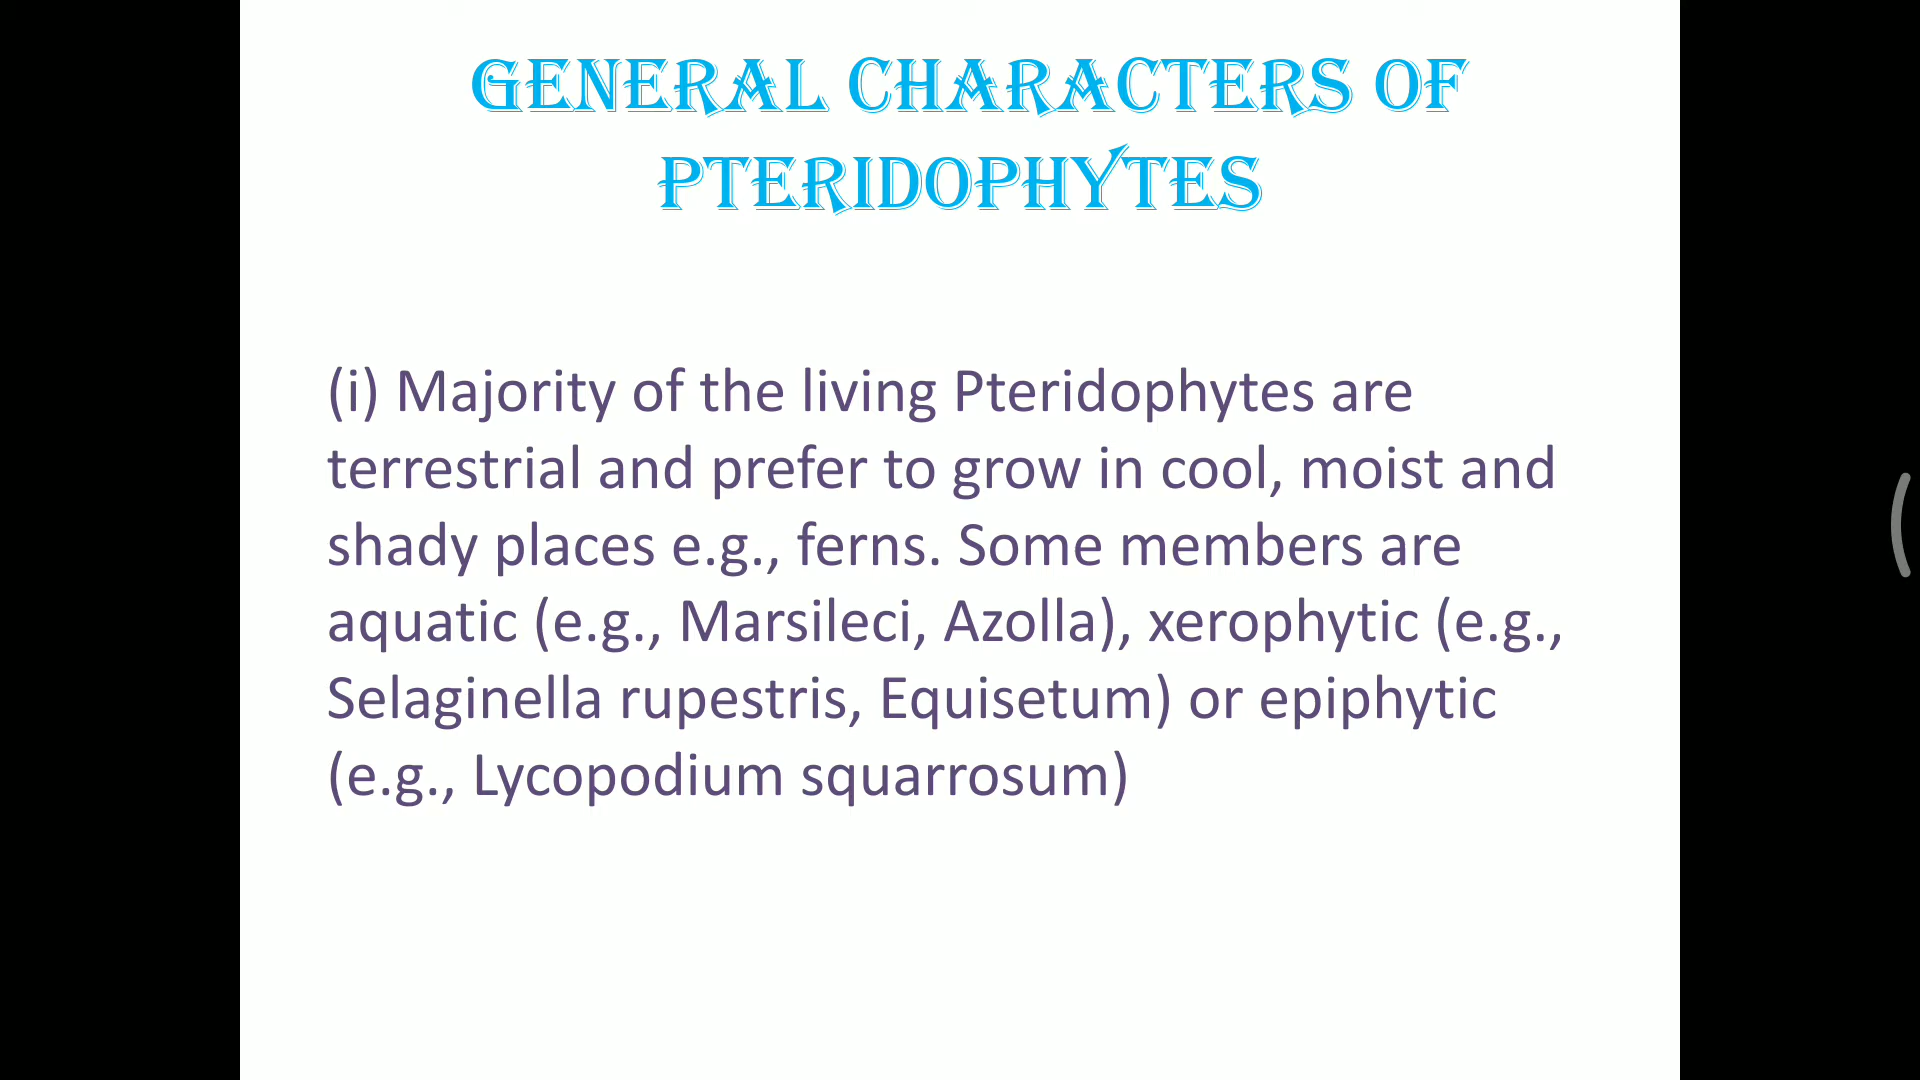 GENERAL CHARACTERS OF
PTERIDOPHYTES
(i) Majority of the living Pteridophytes are
terrestrial and prefer to grow in cool, moist and
shady places e.g., ferns. Some members are
aquatic (e.g., Marsileci, Azolla), xerophytic (e.g.,
Selaginella rupestris, Equisetum) or epiphytic
(e.g., Lycopodium squarrosum)